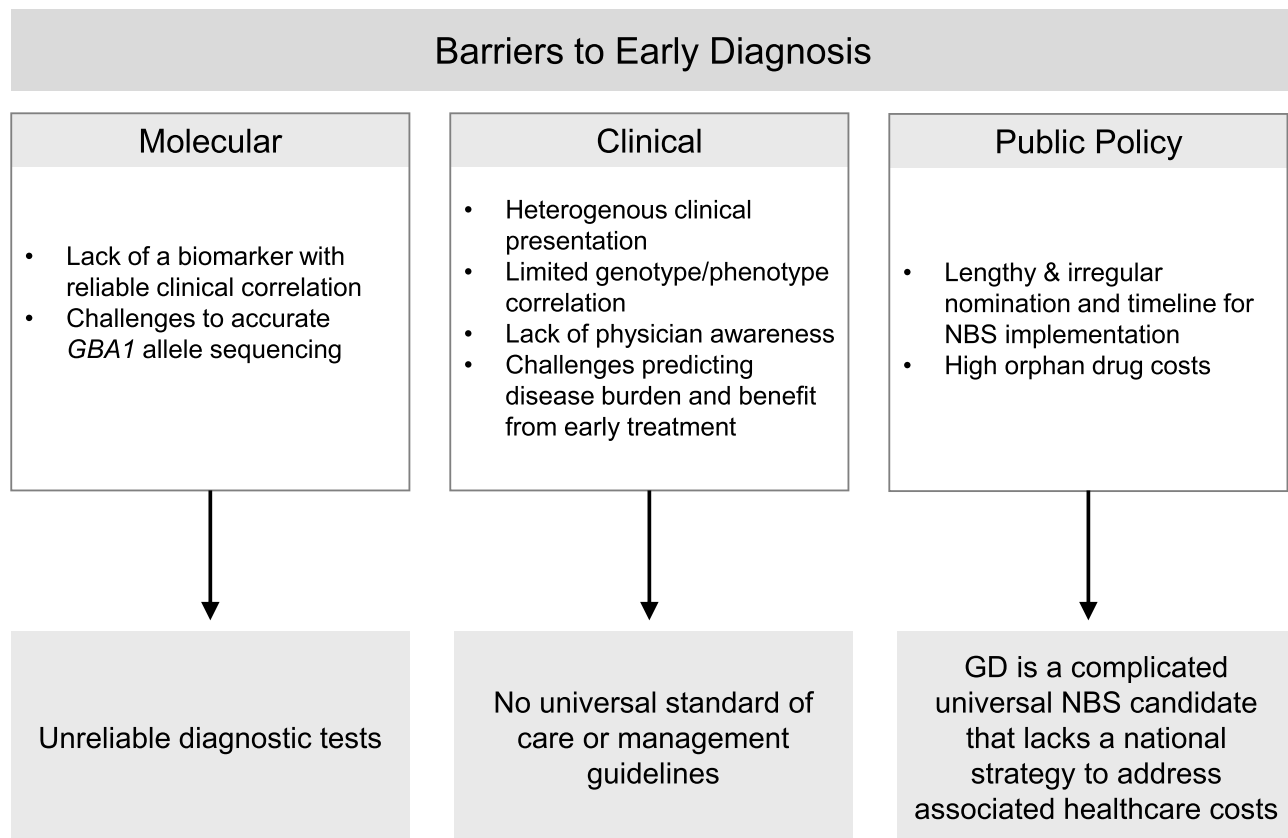 Barriers to Early Diagnosis
Molecular
• Lack of a biomarker with
reliable clinical correlation
• Challenges to accurate
GBA1 allele sequencing
Unreliable diagnostic tests
Clinical
• Heterogenous clinical
presentation
• Limited genotype/phenotype
correlation
• Lack of physician awareness
• Challenges predicting
disease burden and benefit
from early treatment
No universal standard of
care or management
guidelines
Public Policy
• Lengthy & irregular
nomination and timeline for
NBS implementation
• High orphan drug costs
GD is a complicated
universal NBS candidate
that lacks a national
strategy to address
associated healthcare costs